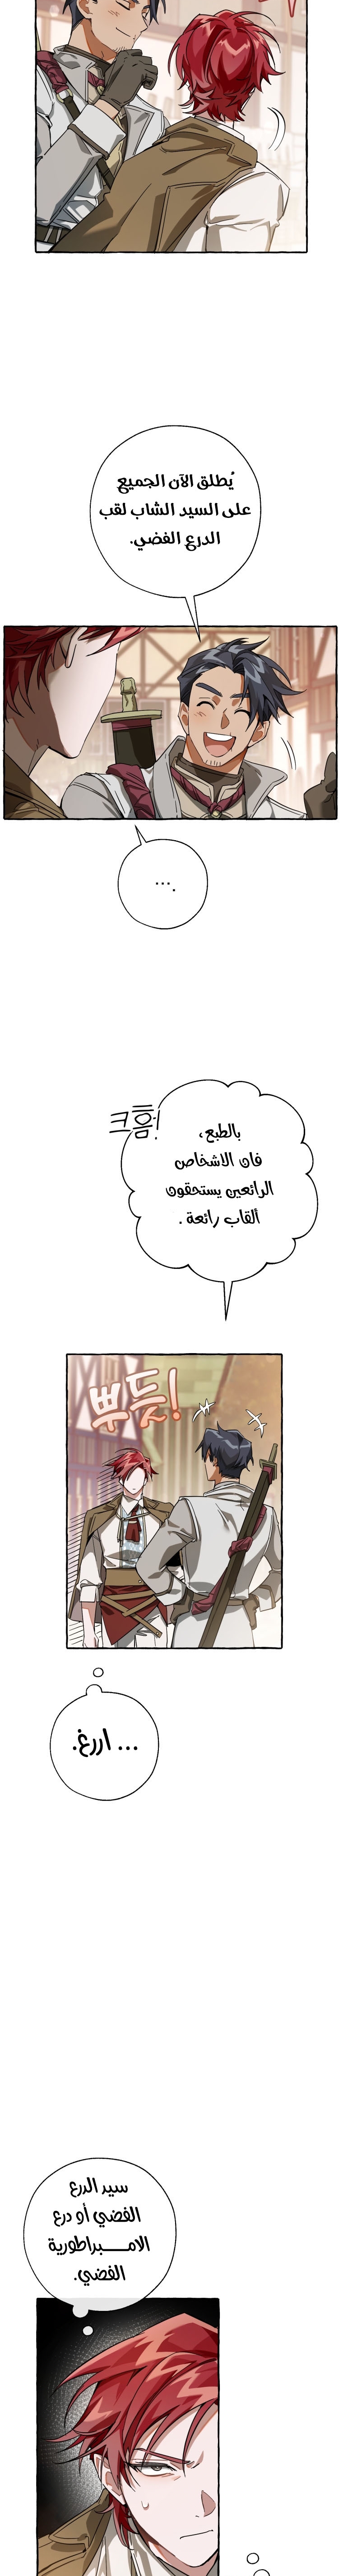 يُطلق الآن الجميع
على السيد الشاب لقب
الدرع الفضي.
....
크흠!
بالطبع،
فان الاشخاص
الرائعين يستحقون
ألقاب رائعة .
뿌듯!
... اررغ.
سيد الدرع
الفضي أو درع
الامـــبراطورية
الفضي.